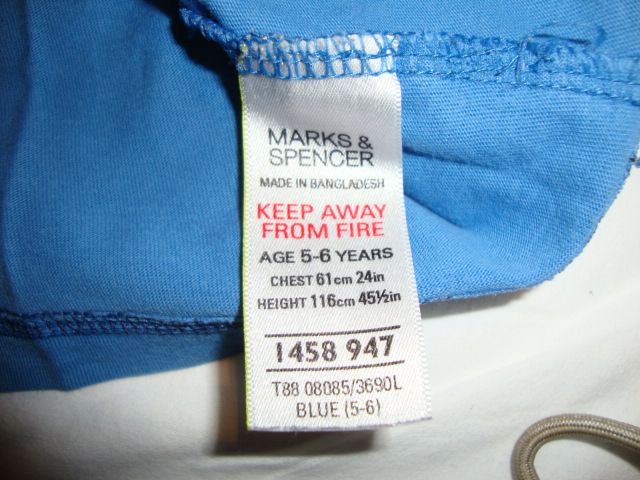 MARKS &
SPENCER
MADE IN BANGLADESH
KEEP AWAY
FROM FIRE
AGE 5-6 YEARS
CHEST 61cm 24in
HEIGHT 116cm 45½in
1458 947
T88 08085/3690L
BLUE (5-6)